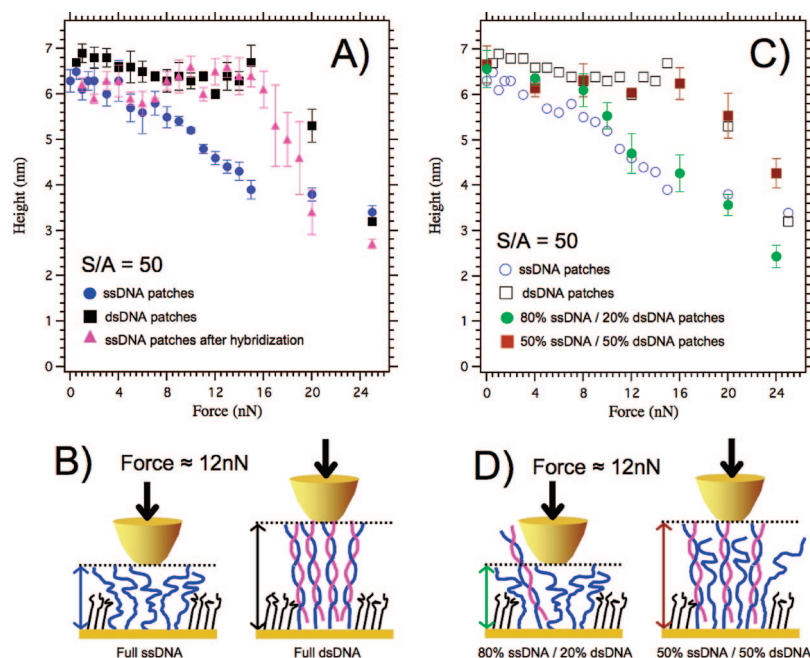 A)
7
6
5
4
3
2
1
0
Height (nm)
S/A = 50
ssDNA patches
dsDNA patches
ssDNA patches after hybridization
0 4 8 12 16 20 24
Force (nN)
C)
7
6
5
4
3
2
1
0
Height (nm)
S/A = 50
ssDNA patches
dsDNA patches
80% ssDNA / 20% dsDNA patches
50% ssDNA / 50% dsDNA patches
0 4 8 12 16 20 24
Force (nN)
B)
Force ≈ 12nN
Full ssDNA
Full dsDNA
D)
Force ≈ 12nN
80% ssDNA / 20% dsDNA
50% ssDNA / 50% dsDNA